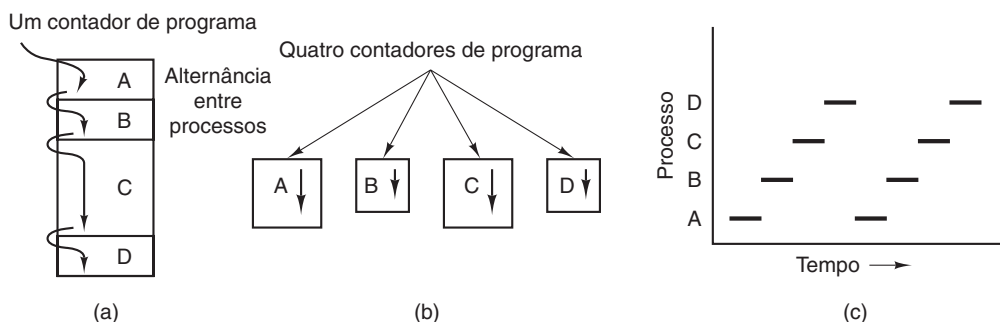 Um contador de programa
A
B
C
D
Alternância
entre
processos
(a)
Quatro contadores de programa
A
B
C
D
(b)
Processo
D
C
B
A
Tempo
(c)